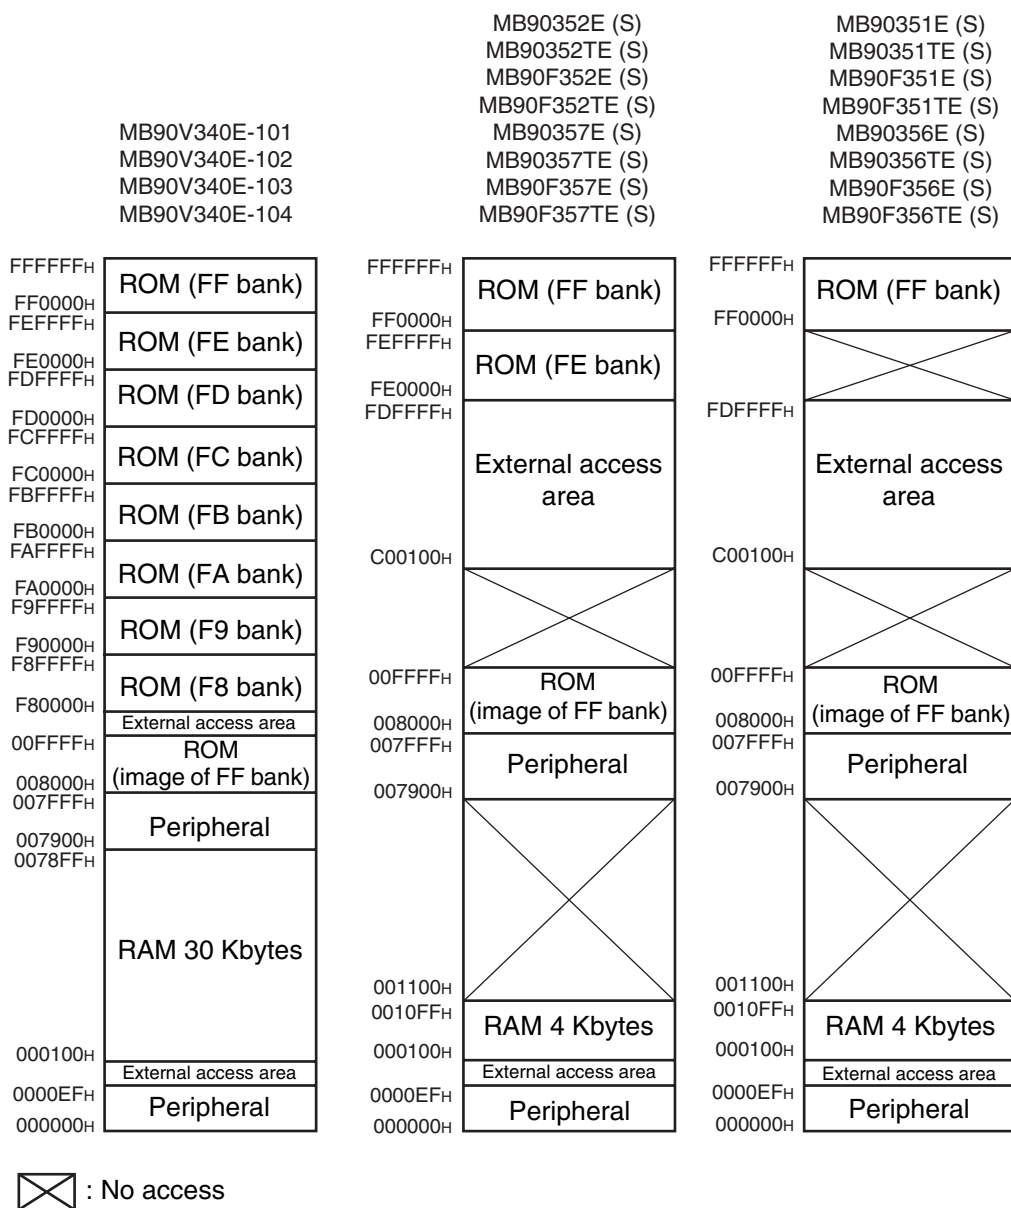 MB90V340E-101
MB90V340E-102
MB90V340E-103
MB90V340E-104
FFFFFFH
ROM (FF bank)
FF0000H
FEFFFFH
ROM (FE bank)
FE0000H
FDFFFFH
ROM (FD bank)
FD0000H
FCFFFFH
ROM (FC bank)
FC0000H
FBFFFFH
ROM (FB bank)
FB0000H
FAFFFFH
ROM (FA bank)
FA0000H
F9FFFFH
ROM (F9 bank)
F90000H
F8FFFFH
ROM (F8 bank)
F80000H
External access area
00FFFFH
ROM
(image of FF bank)
008000H
007FFFH
Peripheral
007900H
0078FFH
RAM 30 Kbytes
000100H
External access area
0000EFH
Peripheral
000000H
MB90352E (S)
MB90352TE (S)
MB90F352E (S)
MB90F352TE (S)
MB90357E (S)
MB90357TE (S)
MB90F357E (S)
MB90F357TE (S)
FFFFFFH
ROM (FF bank)
FF0000H
FEFFFFH
ROM (FE bank)
FE0000H
FDFFFFH
External access
area
C00100H
00FFFFH
ROM
(image of FF bank)
008000H
007FFFH
Peripheral
007900H
001100H
0010FFH
RAM 4 Kbytes
000100H
External access area
0000EFH
Peripheral
000000H
MB90351E (S)
MB90351TE (S)
MB90F351E (S)
MB90F351TE (S)
MB90356E (S)
MB90356TE (S)
MB90F356E (S)
MB90F356TE (S)
FFFFFFH
ROM (FF bank)
FF0000H
FDFFFFH
External access
area
C00100H
00FFFFH
ROM
(image of FF bank)
008000H
007FFFH
Peripheral
007900H
001100H
0010FFH
RAM 4 Kbytes
000100H
External access area
0000EFH
Peripheral
000000H
: No access